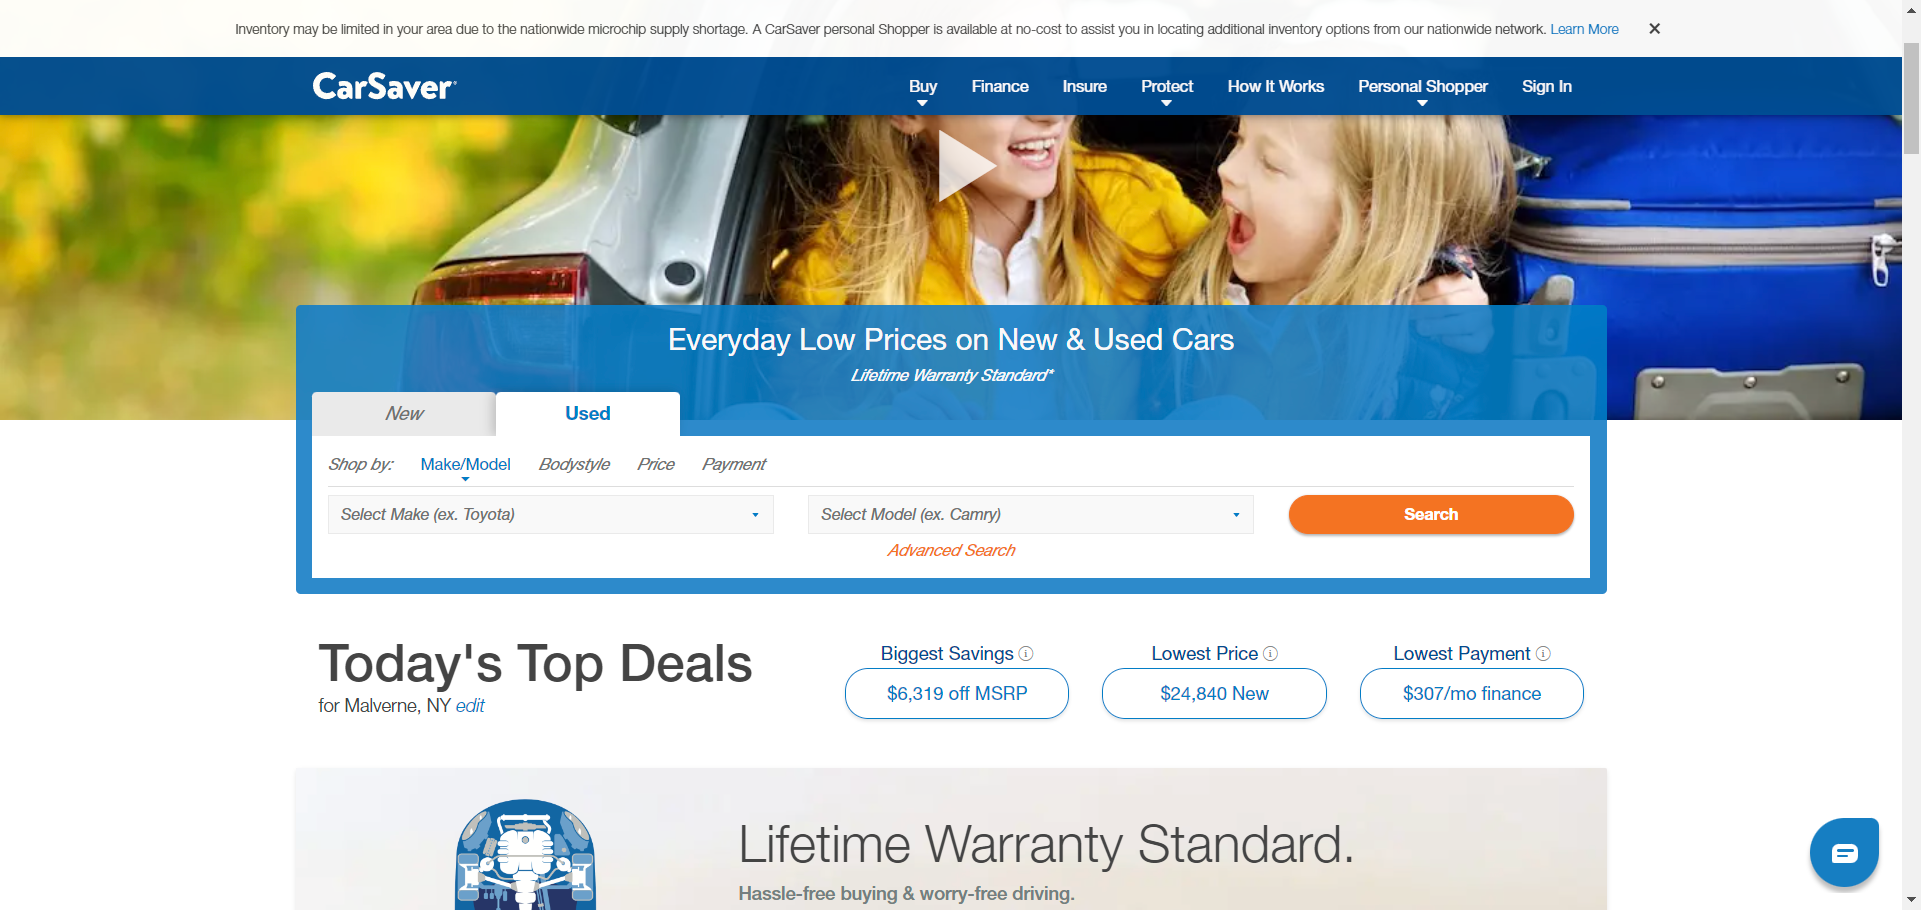 Inventory may be limited in your area due to the nationwide microchip supply shortage. A CarSaver personal Shopper is available at no-cost to assist you in locating additional inventory options from our nationwide network. Learn More
CarSaver
Buy Finance Insure Protect How It Works Personal Shopper Sign In
Everyday Low Prices on New & Used Cars
Lifetime Warranty Standard*
New Used
Shop by: Make/Model Bodystyle Price Payment
Select Make (ex. Toyota) Select Model (ex. Camry) Search
Advanced Search
Today's Top Deals
for Malverne, NY edit
Biggest Savings Lowest Price Lowest Payment
$6,319 off MSRP $24,840 New $307/mo finance
Lifetime Warranty Standard.
Hassle-free buying & worry-free driving.